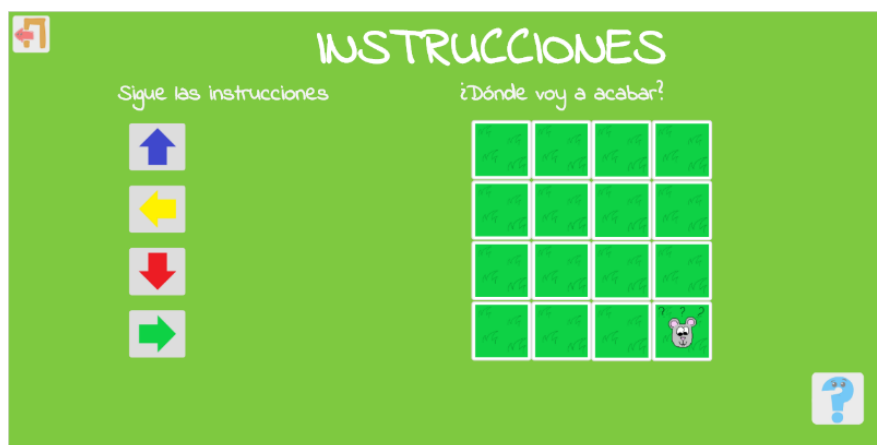 INSTRUCCIONES
Sigue las instrucciones
¿Dónde voy a acabar?
? ? ?
?